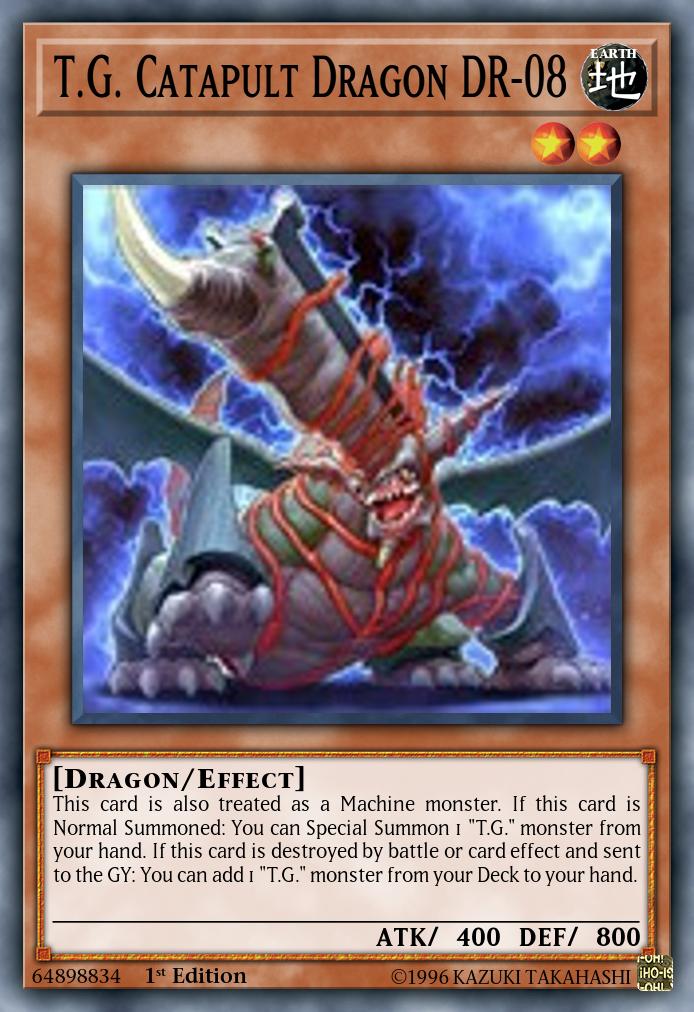 T.G. Catapult Dragon DR-08
EARTH
地
[Dragon/Effect]
This card is also treated as a Machine monster. If this card is
Normal Summoned: You can Special Summon 1 "T.G." monster from
your hand. If this card is destroyed by battle or card effect and sent
to the GY: You can add 1 "T.G." monster from your Deck to your hand.
ATK/ 400 DEF/ 800
64898834 1st Edition ©1996 KAZUKI TAKAHASHI